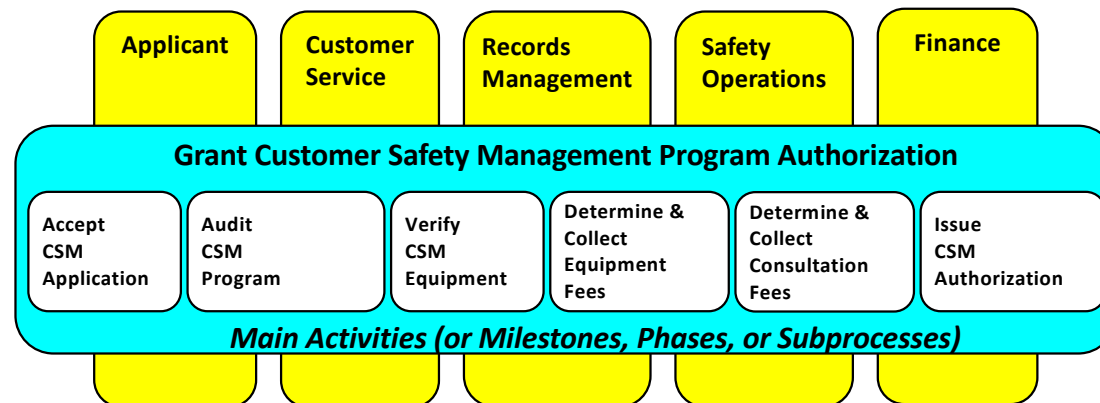 Applicant
Customer
Service
Records
Management
Safety
Operations
Finance
Grant Customer Safety Management Program Authorization
Accept
CSM
Application
Audit
CSM
Program
Verify
CSM
Equipment
Determine &
Collect
Equipment
Fees
Determine &
Collect
Consultation
Fees
Issue
CSM
Authorization
Main Activities (or Milestones, Phases, or Subprocesses)